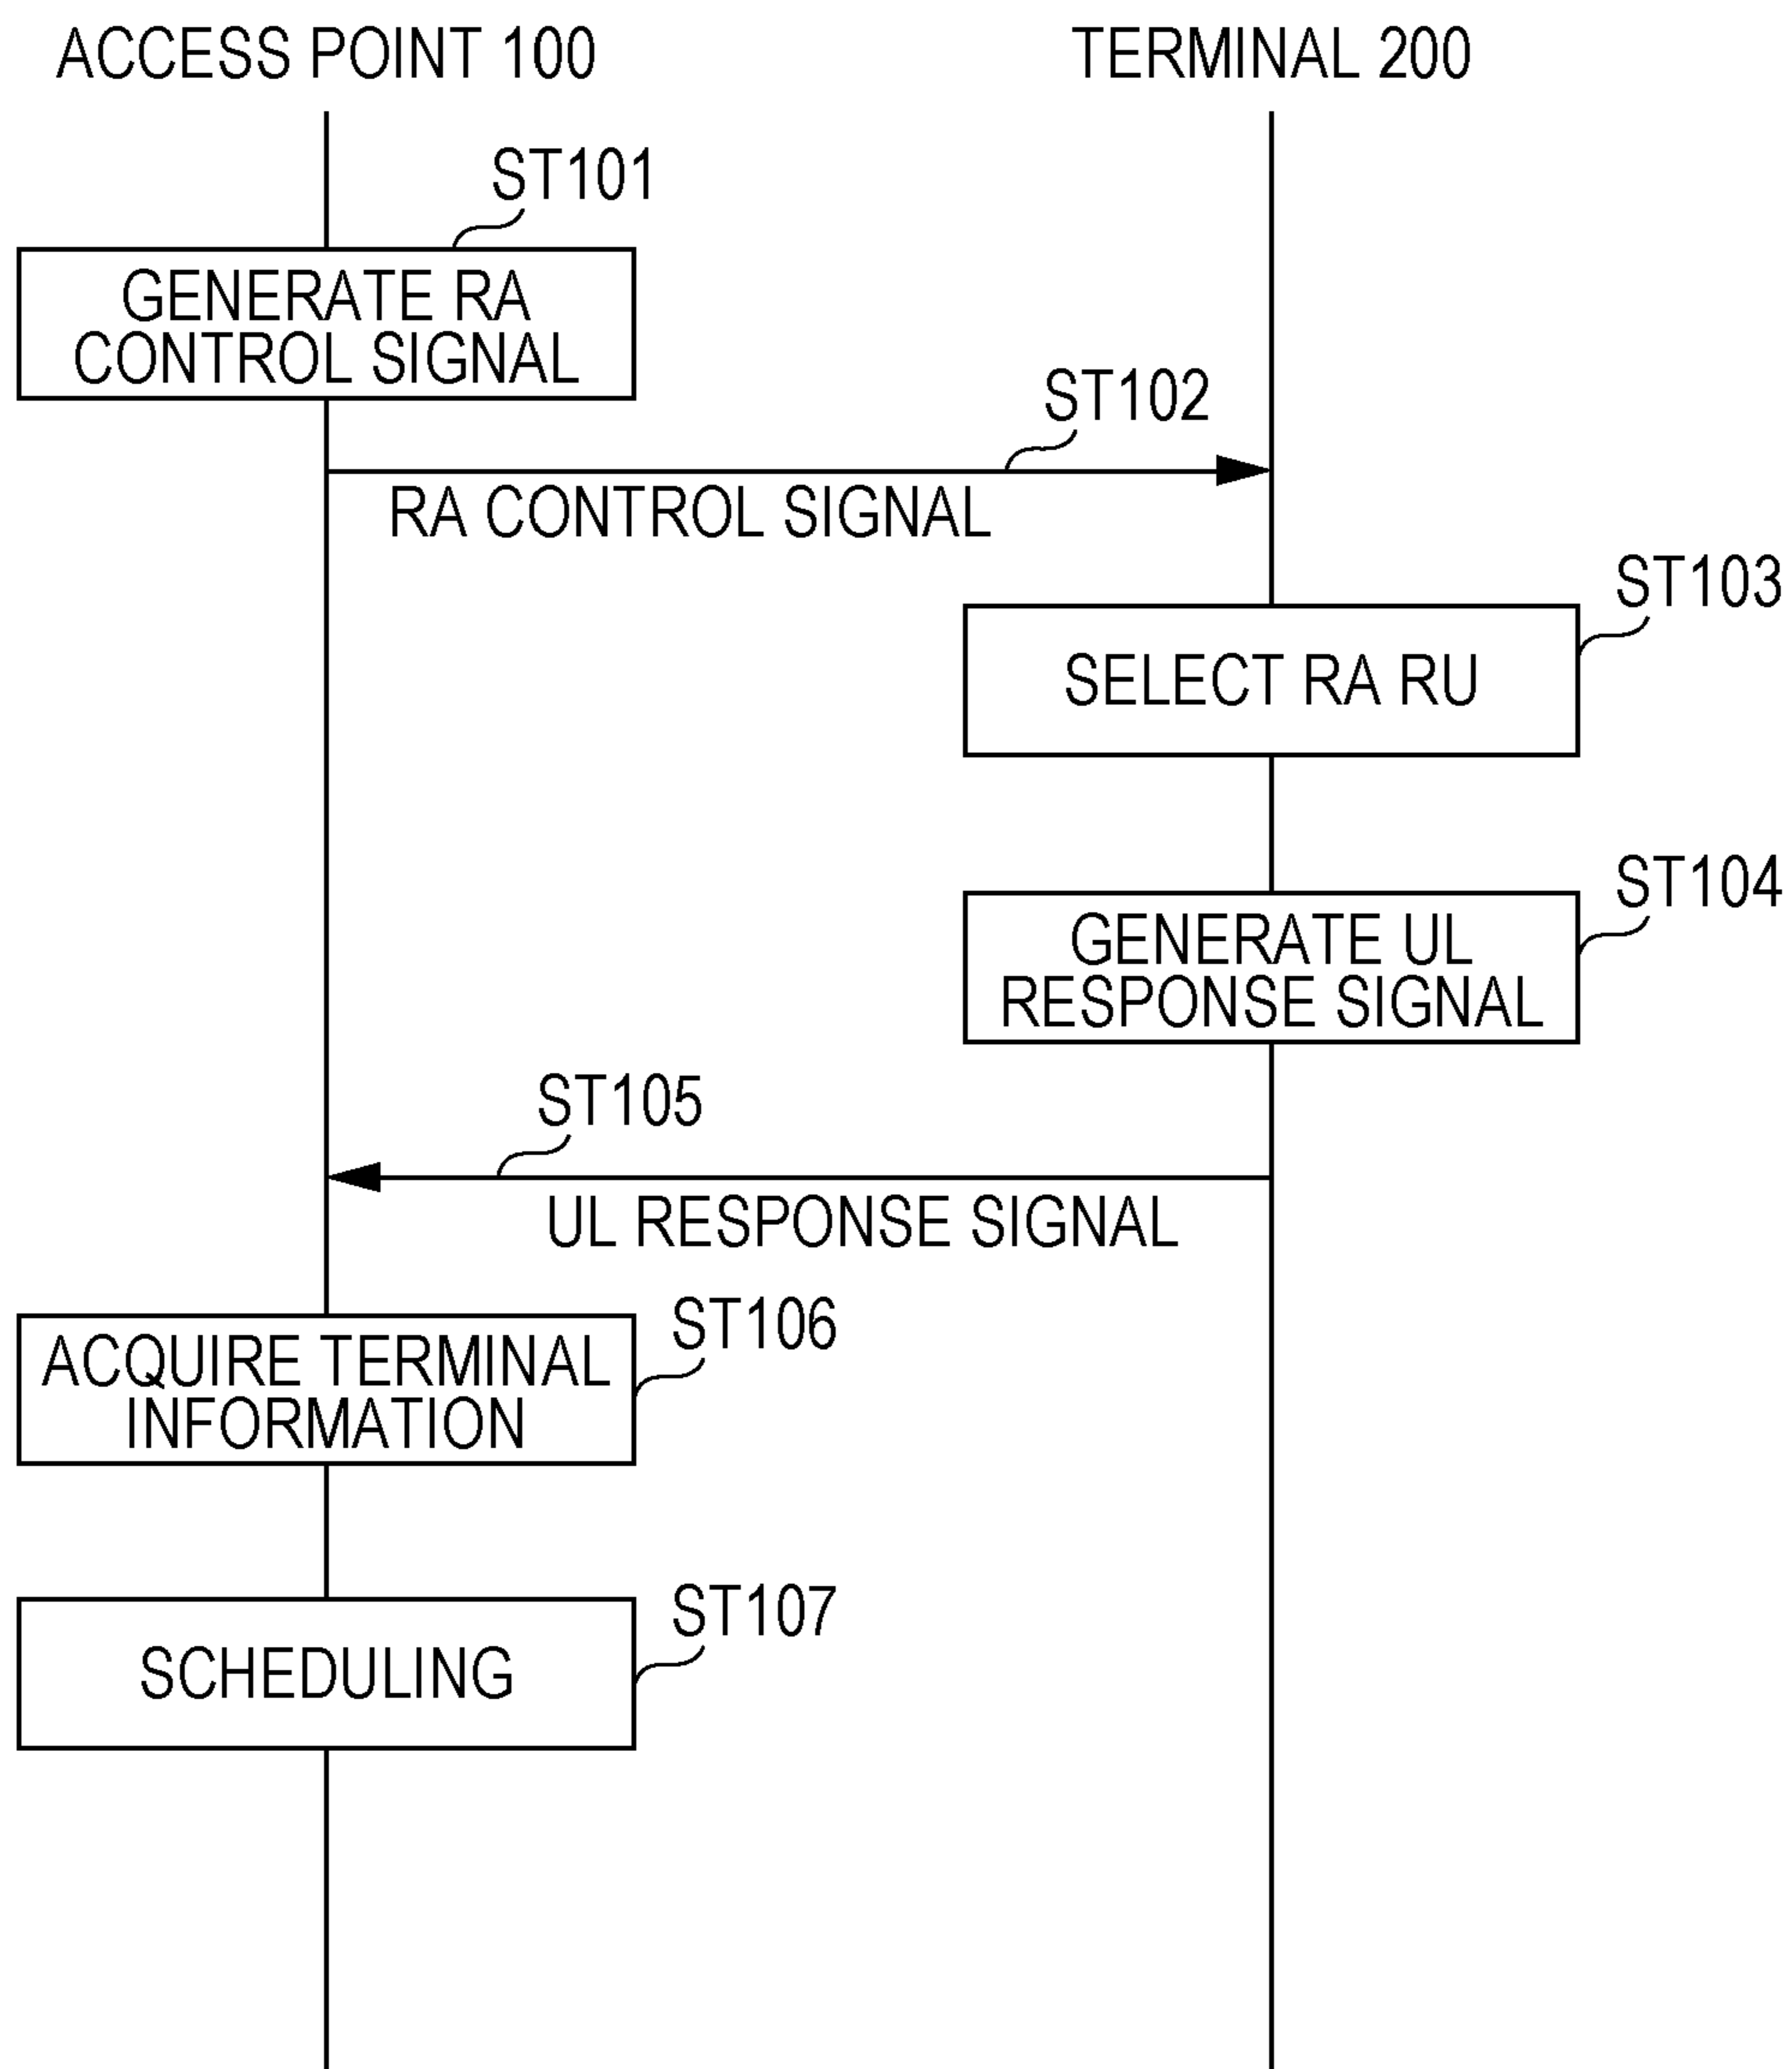 ACCESS POINT 100
TERMINAL 200
ST101
GENERATE RA
CONTROL SIGNAL
ST102
RA CONTROL SIGNAL
ST103
SELECT RA RU
ST104
GENERATE UL
RESPONSE SIGNAL
ST105
UL RESPONSE SIGNAL
ST106
ACQUIRE TERMINAL
INFORMATION
ST107
SCHEDULING